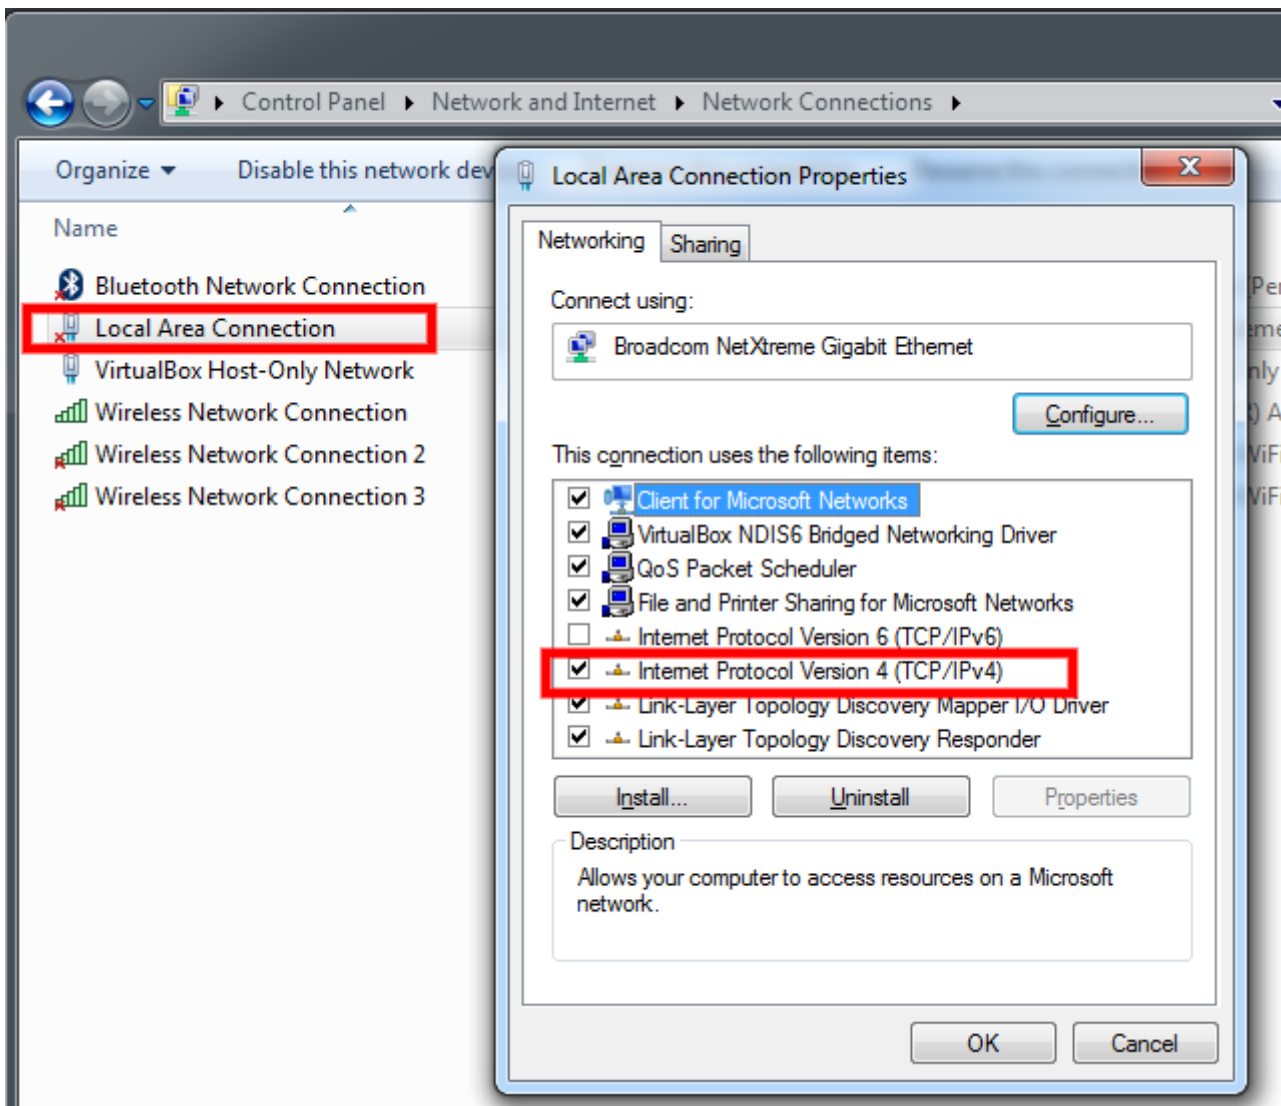 Control Panel Network and Internet Network Connections
Organize Disable this network dev
Name
Bluetooth Network Connection
Local Area Connection
VirtualBox Host-Only Network
Wireless Network Connection
Wireless Network Connection 2
Wireless Network Connection 3
Local Area Connection Properties
Networking Sharing
Connect using:
Broadcom NetXtreme Gigabit Ethernet
Configure...
This connection uses the following items:
Client for Microsoft Networks
VirtualBox NDIS6 Bridged Networking Driver
QoS Packet Scheduler
File and Printer Sharing for Microsoft Networks
Internet Protocol Version 6 (TCP/IPv6)
Internet Protocol Version 4 (TCP/IPv4)
Link-Layer Topology Discovery Mapper I/O Driver
Link-Layer Topology Discovery Responder
Install... Uninstall Properties
Description
Allows your computer to access resources on a Microsoft
network.
OK Cancel